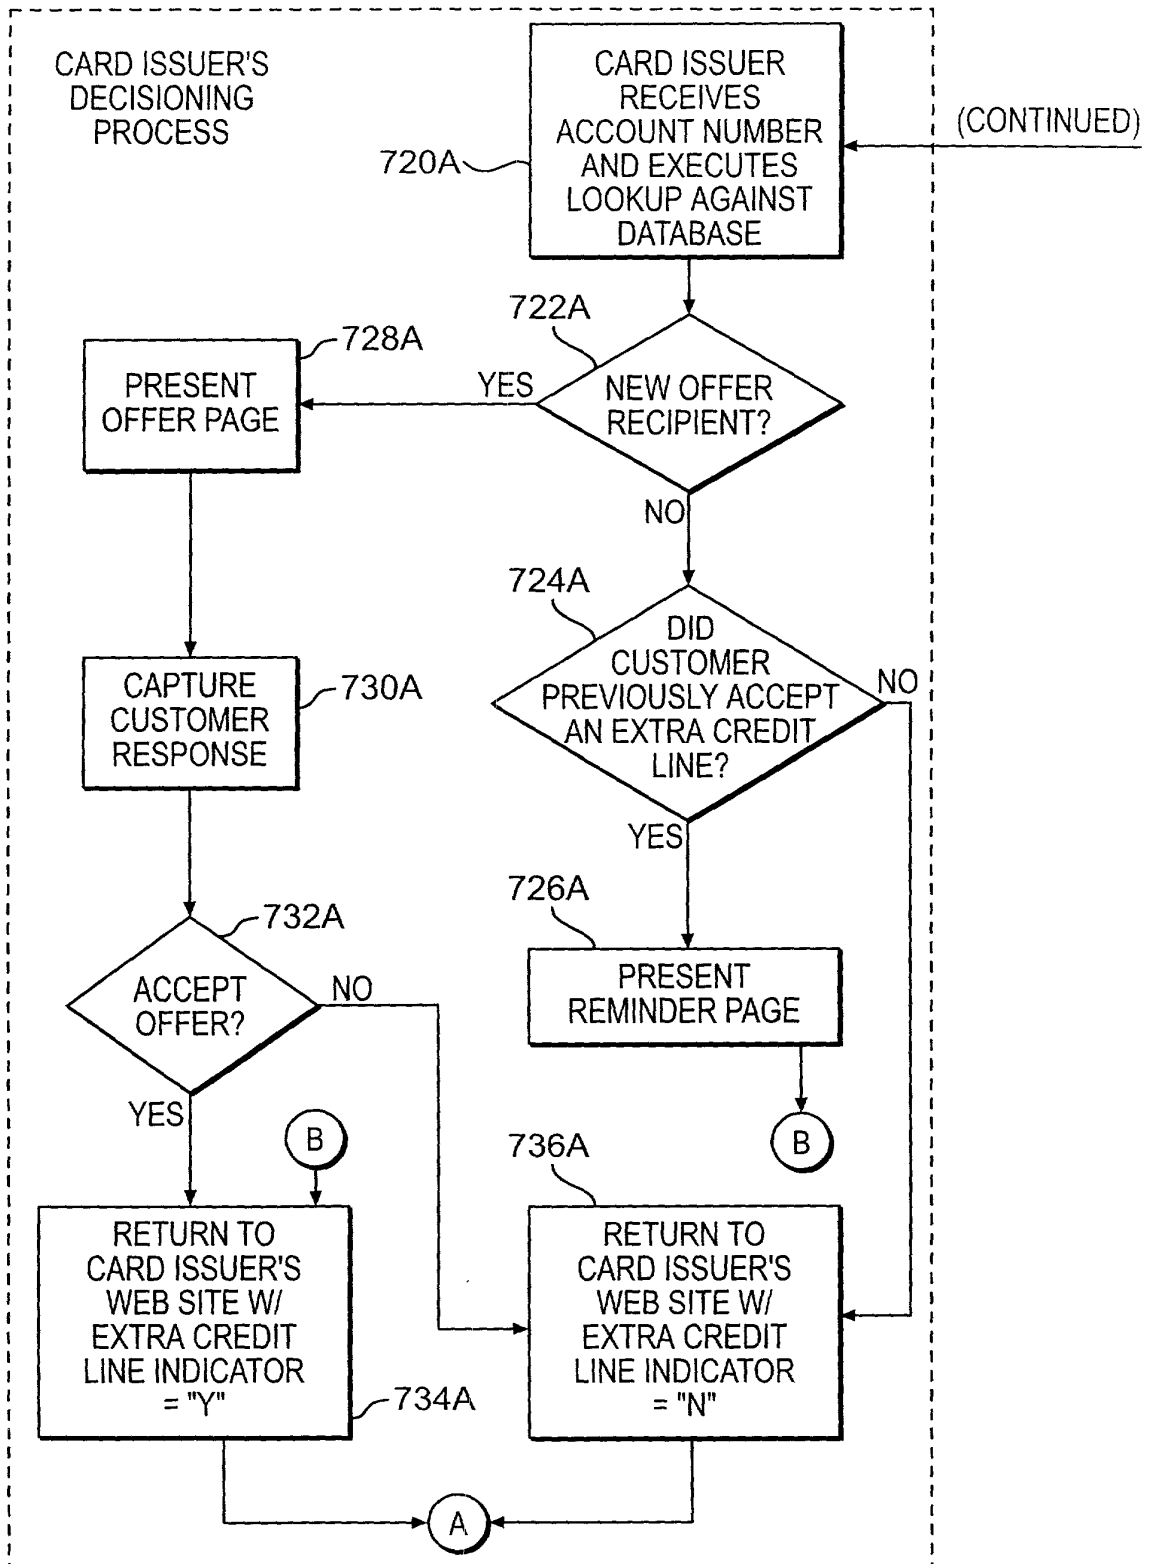 CARD ISSUER'S
DECISIONING
PROCESS
CARD ISSUER
RECEIVES
ACCOUNT NUMBER
AND EXECUTES
LOOKUP AGAINST
DATABASE
(CONTINUED)
720A
722A
NEW OFFER
RECIPIENT?
YES
NO
728A
PRESENT
OFFER PAGE
724A
DID
CUSTOMER
PREVIOUSLY ACCEPT
AN EXTRA CREDIT
LINE?
NO
YES
730A
CAPTURE
CUSTOMER
RESPONSE
726A
PRESENT
REMINDER PAGE
B
732A
ACCEPT
OFFER?
NO
YES
B
RETURN TO
CARD ISSUER'S
WEB SITE W/
EXTRA CREDIT
LINE INDICATOR
= "Y"
734A
736A
RETURN TO
CARD ISSUER'S
WEB SITE W/
EXTRA CREDIT
LINE INDICATOR
= "N"
A